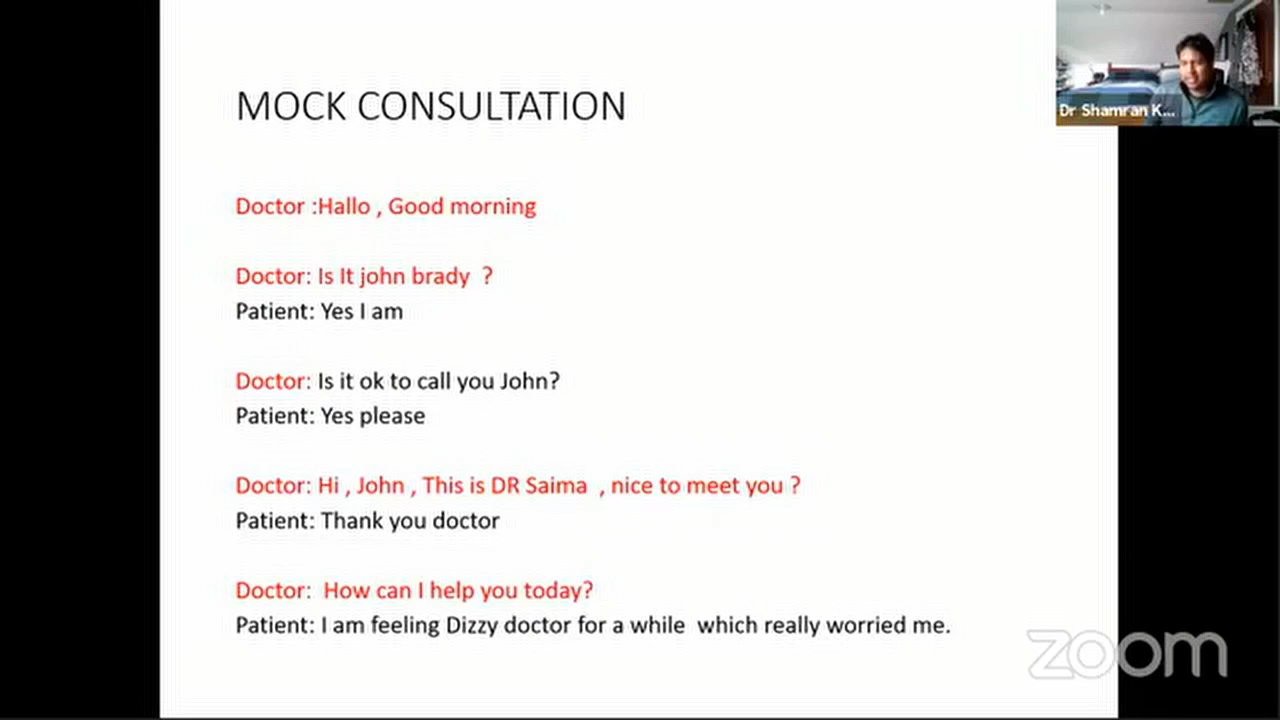 MOCK CONSULTATION
Dr Shamran K...
Doctor :Hallo , Good morning
Doctor: Is It john brady  ?
Patient: Yes I am
Doctor: Is it ok to call you John?
Patient: Yes please
Doctor: Hi , John , This is DR Saima  , nice to meet you ?
Patient: Thank you doctor
Doctor:  How can I help you today?
Patient: I am feeling Dizzy doctor for a while  which really worried me.
zoom